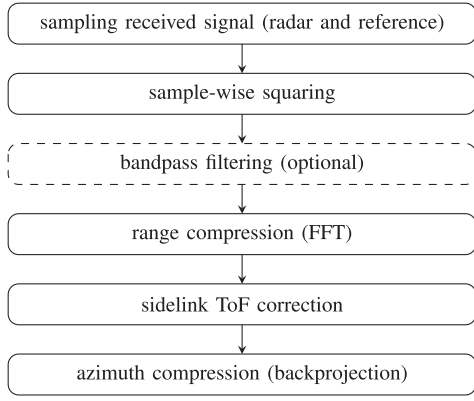 sampling received signal (radar and reference)
sample-wise squaring
bandpass filtering (optional)
range compression (FFT)
sidelink ToF correction
azimuth compression (backprojection)